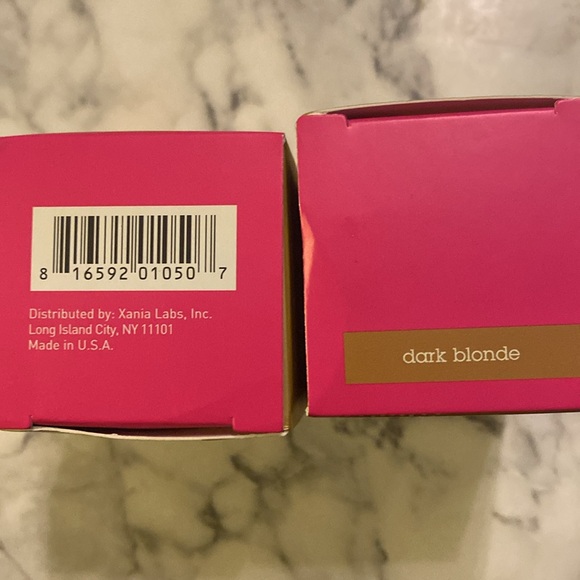 8 16592 01050 7
Distributed by: Xania Labs, Inc.
Long Island City, NY 11101
Made in U.S.A.
dark blonde